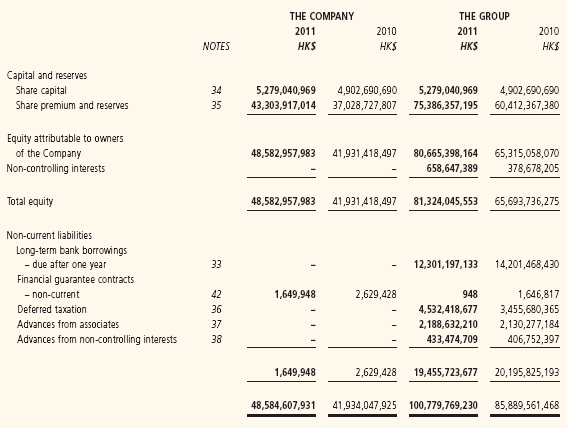 THE COMPANY THE GROUP
2011 2010 2011 2010
NOTES HK$ HK$ HK$ HK$
Capital and reserves
Share capital 34 5,279,040,969 4,902,690,690 5,279,040,969 4,902,690,690
Share premium and reserves 35 43,303,917,014 37,028,727,807 75,386,357,195 60,412,367,380
Equity attributable to owners
of the Company 48,582,957,983 41,931,418,497 80,665,398,164 65,315,058,070
Non-controlling interests – – 658,647,389 378,678,205
Total equity 48,582,957,983 41,931,418,497 81,324,045,553 65,693,736,275
Non-current liabilities
Long-term bank borrowings
– due after one year 33 – – 12,301,197,133 14,201,468,430
Financial guarantee contracts
– non-current 42 1,649,948 2,629,428 948 1,646,817
Deferred taxation 36 – – 4,532,418,677 3,455,680,365
Advances from associates 37 – – 2,188,632,210 2,130,277,184
Advances from non-controlling interests 38 – – 433,474,709 406,752,397
1,649,948 2,629,428 19,455,723,677 20,195,825,193
48,584,607,931 41,934,047,925 100,779,769,230 85,889,561,468